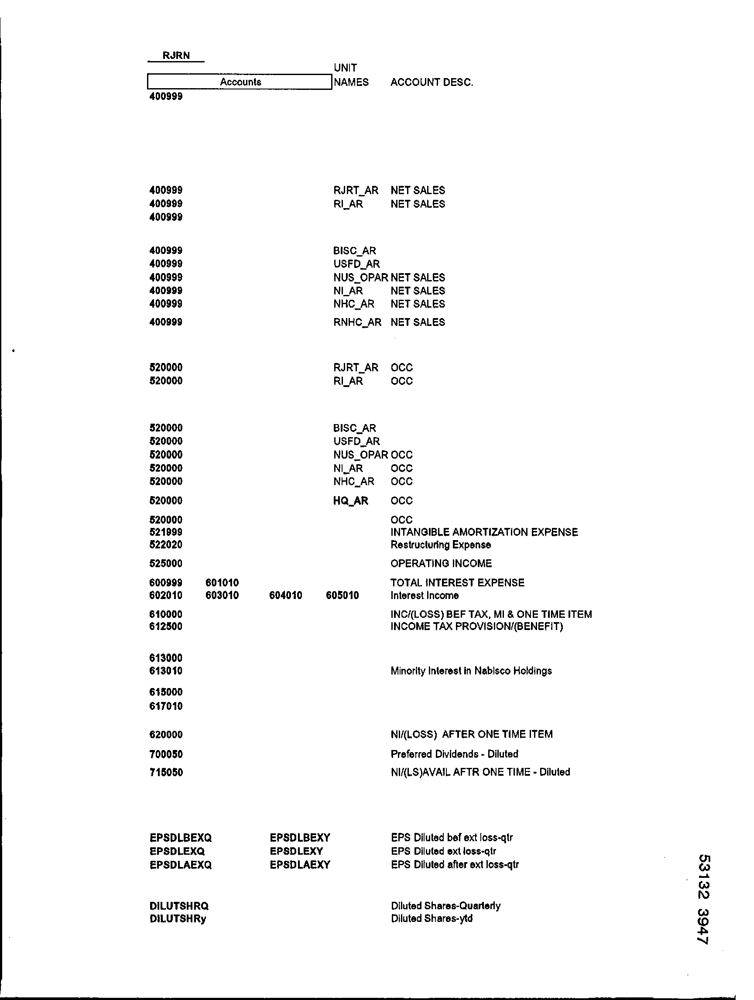 RJRN
UNIT
Accounts NAMES ACCOUNT DESC.
400999
400999 RJRT_AR NET SALES
400999 RI_AR NET SALES
400999
400999 BISC_AR
400999 USFD_AR
400999 NUS_OPAR NET SALES
400999 NI_AR NET SALES
400999 NHC_AR NET SALES
400999 RNHC_AR NET SALES
520000 RJRT_AR OCC
520000 RI_AR OCC
520000 BISC_AR
520000 USFD_AR
520000 NUS_OPAR OCC
520000 NI_AR OCC
520000 NHC_AR OCC
520000 HQ_AR OCC
520000 OCC
521999 INTANGIBLE AMORTIZATION EXPENSE
522020 Restructuring Expense
525000 OPERATING INCOME
600999 601010 TOTAL INTEREST EXPENSE
602010 603010 604010 605010 Interest Income
610000 INC/(LOSS) BEF TAX, MI & ONE TIME ITEM
612500 INCOME TAX PROVISION/(BENEFIT)
613000
613010 Minority Interest in Nabisco Holdings
615000
617010
620000 NI/(LOSS) AFTER ONE TIME ITEM
700050 Preferred Dividends - Diluted
715050 NI/(LS)AVAIL AFTR ONE TIME - Diluted
EPSDLBEXQ EPSDLBEXY EPS Diluted bef ext loss-qtr
EPSDLEXQ EPSDLEXY EPS Diluted ext loss-qtr
EPSDLAEXQ EPSDLAEXY EPS Diluted after ext loss-qtr
DILUTSHRQ Diluted Shares-Quarterly
DILUTSHRy Diluted Shares-ytd
53132 3947